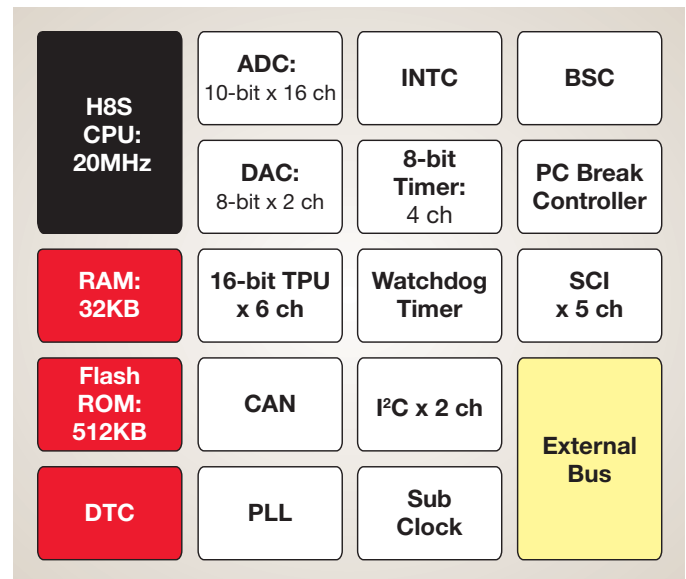 H8S
CPU:
20MHz
ADC:
10-bit x 16 ch
INTC
BSC
DAC:
8-bit x 2 ch
8-bit
Timer:
4 ch
PC Break
Controller
RAM:
32KB
16-bit TPU
x 6 ch
Watchdog
Timer
SCI
x 5 ch
Flash
ROM:
512KB
CAN
I²C x 2 ch
External
Bus
DTC
PLL
Sub
Clock